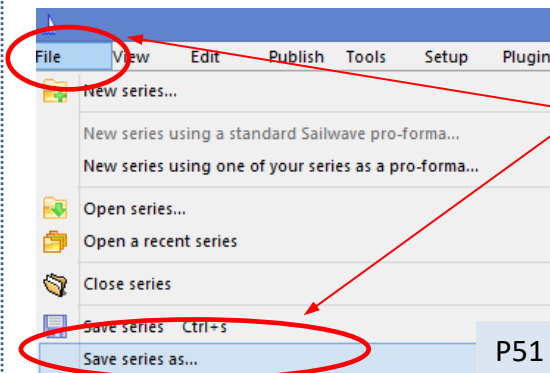 File View Edit Publish Tools Setup Plugin
New series...
New series using a standard Sailwave pro-forma...
New series using one of your series as a pro-forma...
Open series...
Open a recent series
Close series
Save series Ctrl+s
Save series as...
P51